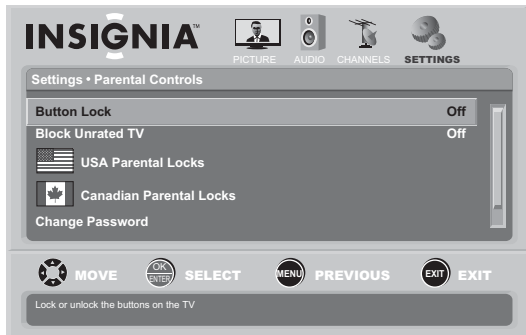 INSIGNIA™
PICTURE AUDIO CHANNELS SETTINGS
Settings • Parental Controls
Button Lock Off
Block Unrated TV Off
USA Parental Locks
Canadian Parental Locks
Change Password
MOVE OK ENTER SELECT MENU PREVIOUS EXIT EXIT
Lock or unlock the buttons on the TV